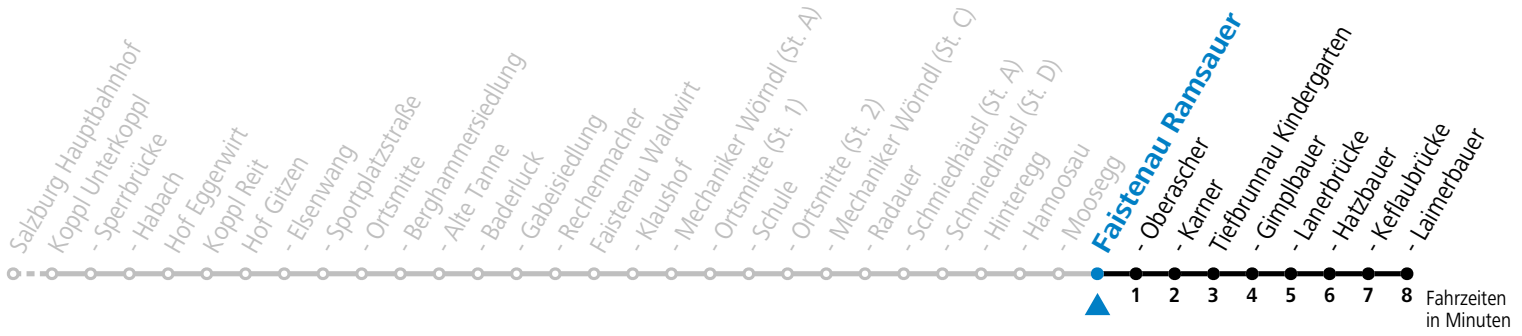 Salzburg Hauptbahnhof
Koppl Unterkoppl
- Sperrbrücke
- Habach
Hof Eggenwirt
Koppl Reit
Hof Gitzen
- Elsenwang
- Sportplatzstraße
- Ortsmitte
Berghammersiedlung
- Alte Tanne
- Baderluck
- Gabeisiedlung
- Rechenmacher
Faistenau Waldwirt
- Klaushof
- Mechaniker Wörndl (St. A)
- Ortsmitte (St. 1)
- Schule
- Ortsmitte (St. 2)
- Mechaniker Wörndl (St. C)
- Radauer
- Schmiedhäusl (St. A)
- Schmiedhäusl (St. D)
- Hinteregg
- Hamoosau
- Moosegg
Faistenau Ramsauer
- Oberascher
- Karner
Tiefbrunnau Kindergarten
- Gimplbauer
- Lanerbrücke
- Hatzbauer
- Keflaubrücke
- Laimerbauer
1 2 3 4 5 6 7 8
Fahrzeiten
in Minuten